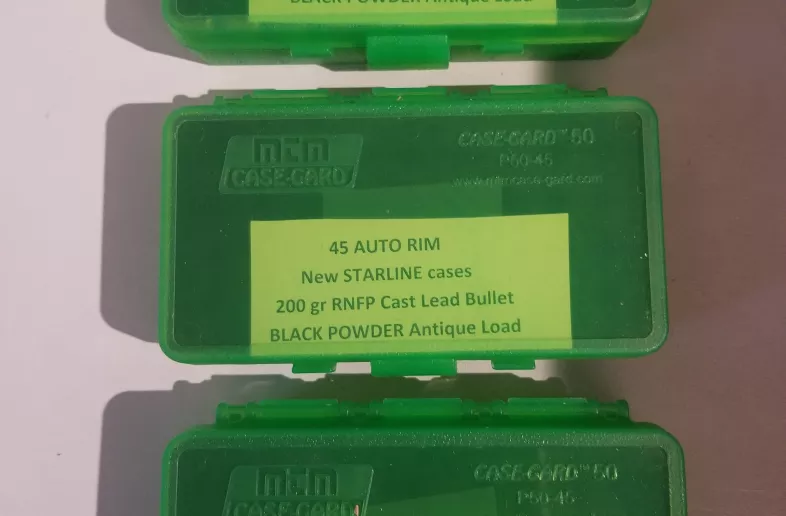 BLACK POWDER Antique Load
mtm
CASE-GARD
CASE-GARD™ 50
P50-45
www.mtmcase-gard.com
45 AUTO RIM
New STARLINE cases
200 gr RNFP Cast Lead Bullet
BLACK POWDER Antique Load
mtm
CASE-GARD
CASE-GARD™ 50
P50-45